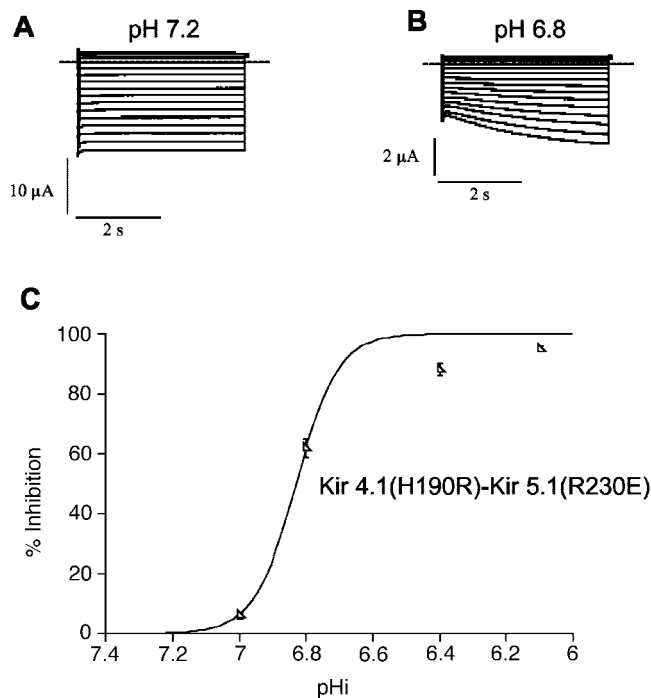 A
pH 7.2
10 µA
2 s
B
pH 6.8
2 µA
2 s
C
100
80
60
40
20
0
% Inhibition
Kir 4.1(H190R)-Kir 5.1(R230E)
7.4 7.2 7 6.8 6.6 6.4 6.2 6
pHi